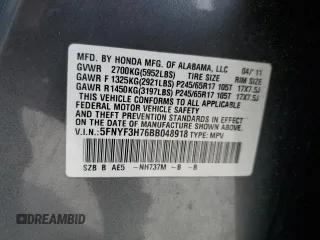 MFG. BY HONDA MFG. OF ALABAMA, LLC 04/11
GVWR 2700KG(5952LBS) TIRE SIZE RIM SIZE
GAWR F 1325KG(2921LBS) P245/65R17 105T 17X7.5J
GAWR R 1450KG(3197LBS) P245/65R17 105T 17X7.5J
THIS VEHICLE CONFORMS TO ALL APPLICABLE
FEDERAL MOTOR VEHICLE SAFETY
AND THEFT PREVENTION STANDARDS IN EFFECT
ON THE DATE OF MANUFACTURE SHOWN ABOVE.
V.I.N: 5FNYF3H76BB048918 TYPE: MPV
SZB B AE5 -NH737M -B -B